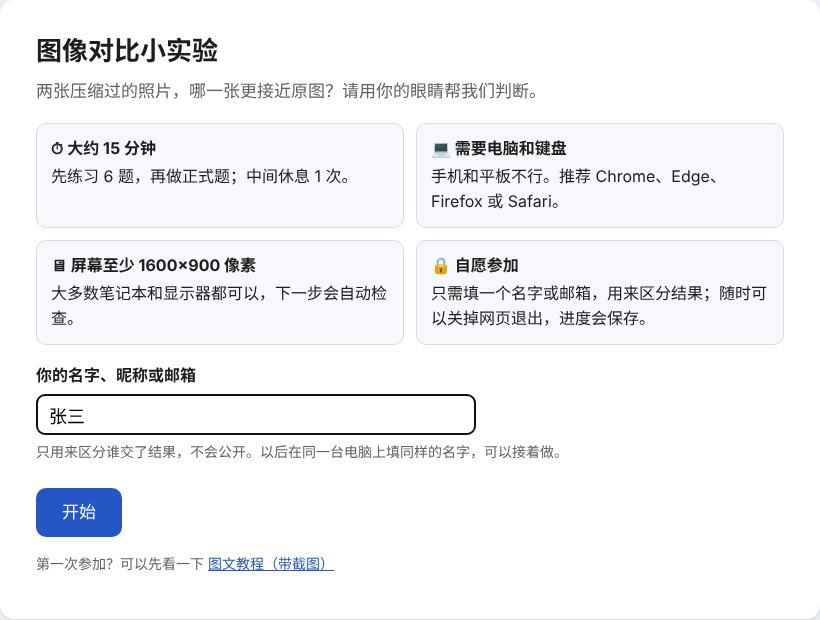 图像对比小实验
两张压缩过的照片，哪一张更接近原图？请用你的眼睛帮我们判断。
⏱ 大约 15 分钟
先练习 6 题，再做正式题；中间休息 1 次。
💻 需要电脑和键盘
手机和平板不行。推荐 Chrome、Edge、
Firefox 或 Safari。
🖥 屏幕至少 1600×900 像素
大多数笔记本和显示器都可以，下一步会自动检
查。
🔒 自愿参加
只需填一个名字或邮箱，用来区分结果；随时可
以关掉网页退出，进度会保存。
你的名字、昵称或邮箱
张三
只用来区分谁交了结果，不会公开。以后在同一台电脑上填同样的名字，可以接着做。
开始
第一次参加？可以先看一下 图文教程（带截图）